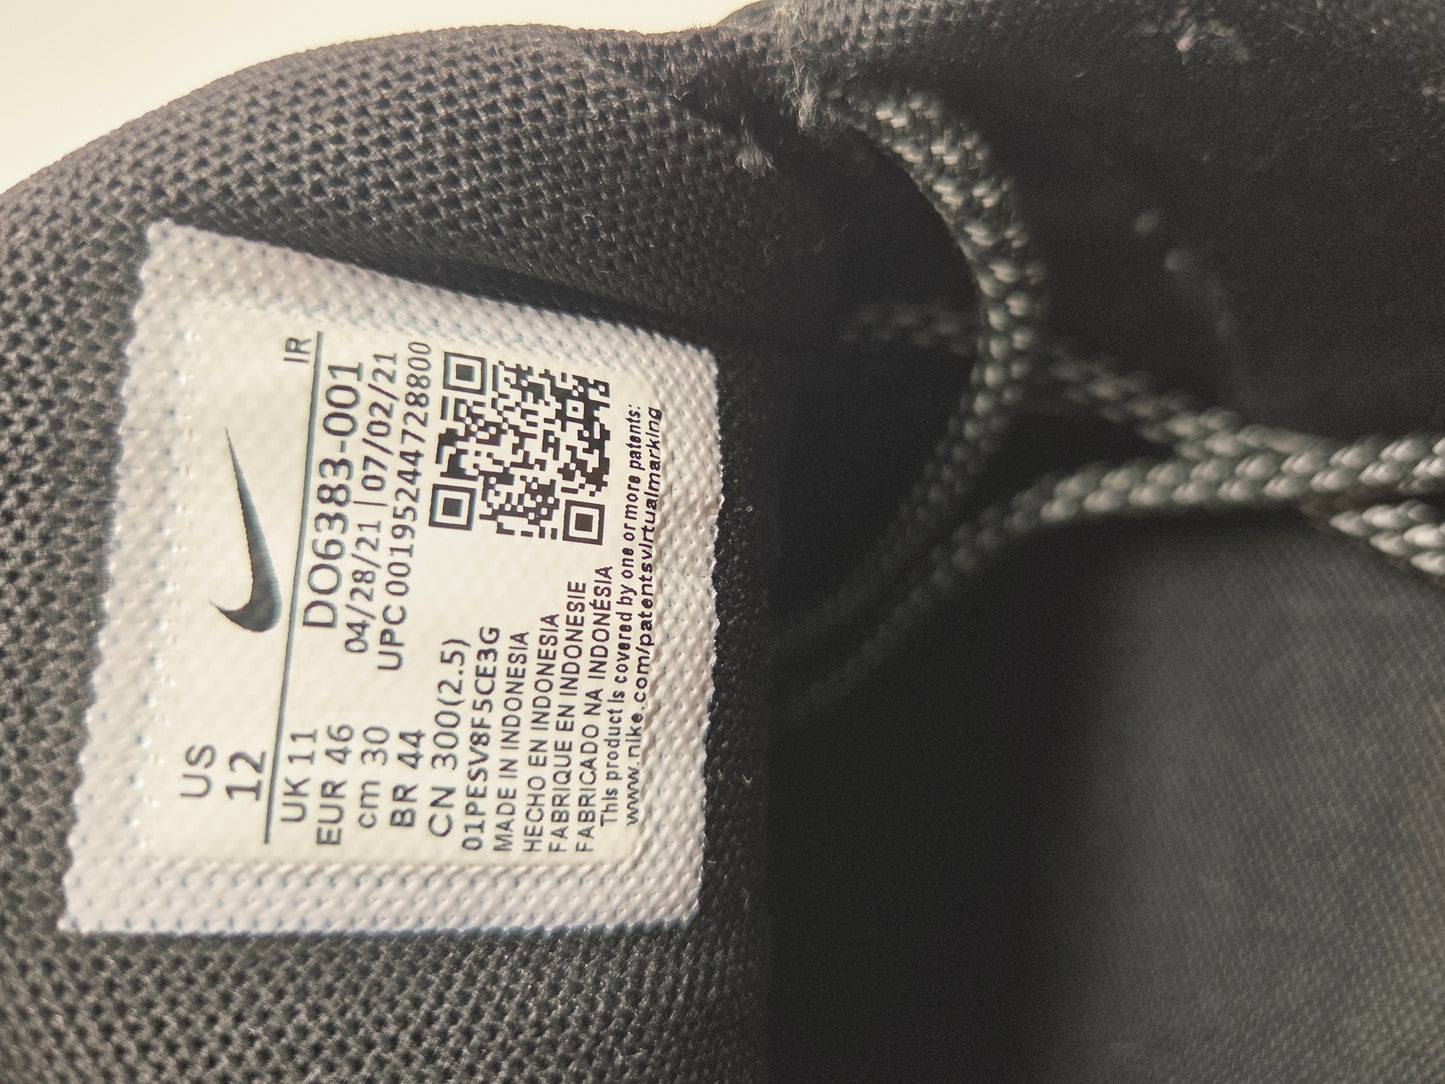 US
12
IR
UK 11
EUR 46
cm 30
BR 44
CN 300(2.5)
DO6383-001
04/28/21|07/02/21
UPC 00195244728800
01PESV8F5CE3G
MADE IN INDONESIA
HECHO EN INDONESIA
FABRIQUE EN INDONESIE
FABRICADO NA INDONÉSIA
This product is covered by one or more patents:
www.nike.com/patentsvirtualmarking